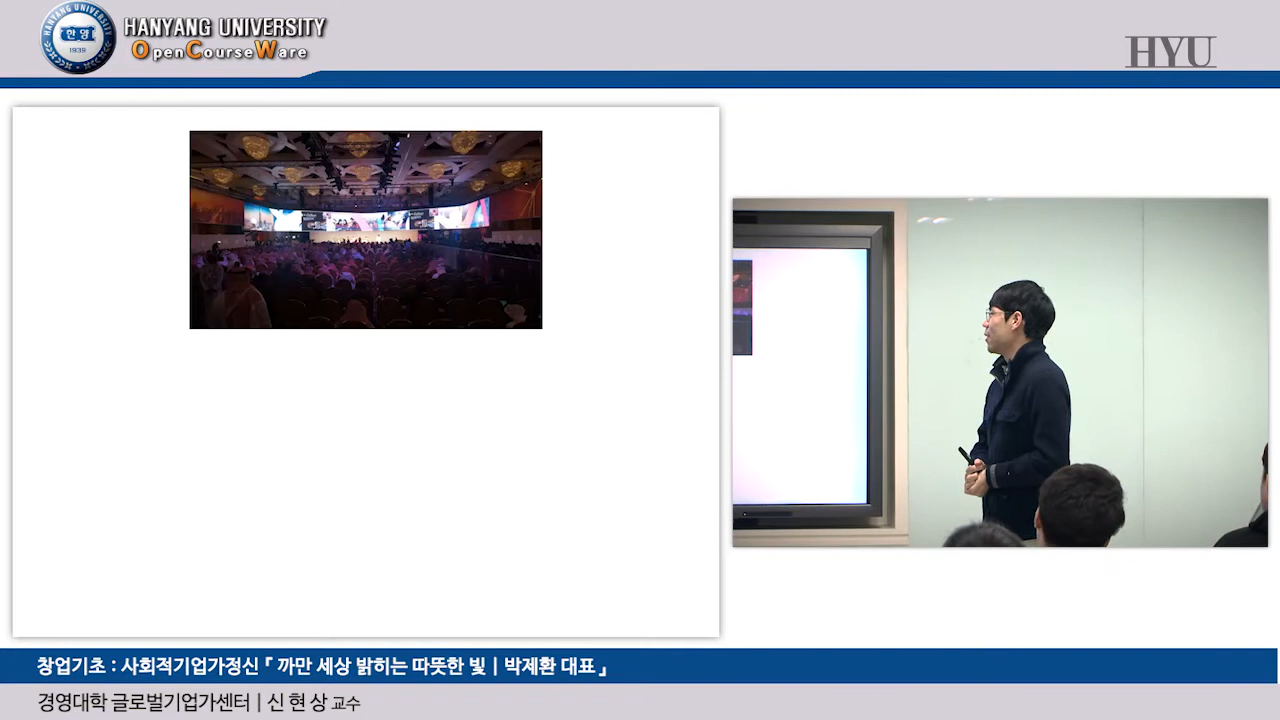 HANYANG UNIVERSITY
한양
1939
HANYANG UNIVERSITY
OpenCourseWare
HYU
창업기초 : 사회적기업가정신『 까만 세상 밝히는 따뜻한 빛 | 박제환 대표 』
경영대학 글로벌기업가센터 | 신 현 상 교수